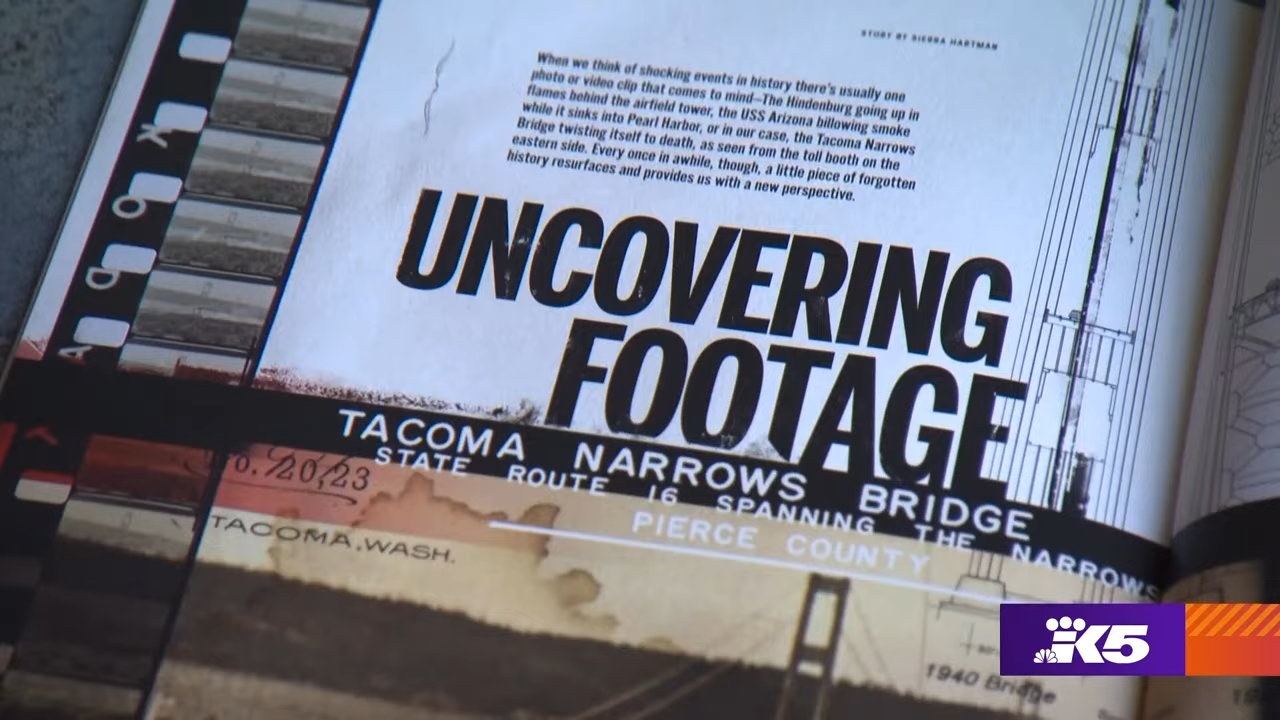 STORY BY SIERRA HARTMAN
When we think of shocking events in history there's usually one
photo or video clip that comes to mind—The Hindenburg going up in
flames behind the airfield tower, the USS Arizona billowing smoke
while it sinks into Pearl Harbor, or in our case, the Tacoma Narrows
Bridge twisting itself to death, as seen from the toll booth on the
eastern side. Every once in awhile, though, a little piece of forgotten
history resurfaces and provides us with a new perspective.
UNCOVERING
FOOTAGE
TACOMA NARROWS BRIDGE
STATE ROUTE 16 SPANNING THE NARROWS
PIERCE COUNTY
20,23
TACOMA.WASH.
K5
1940 Bridge